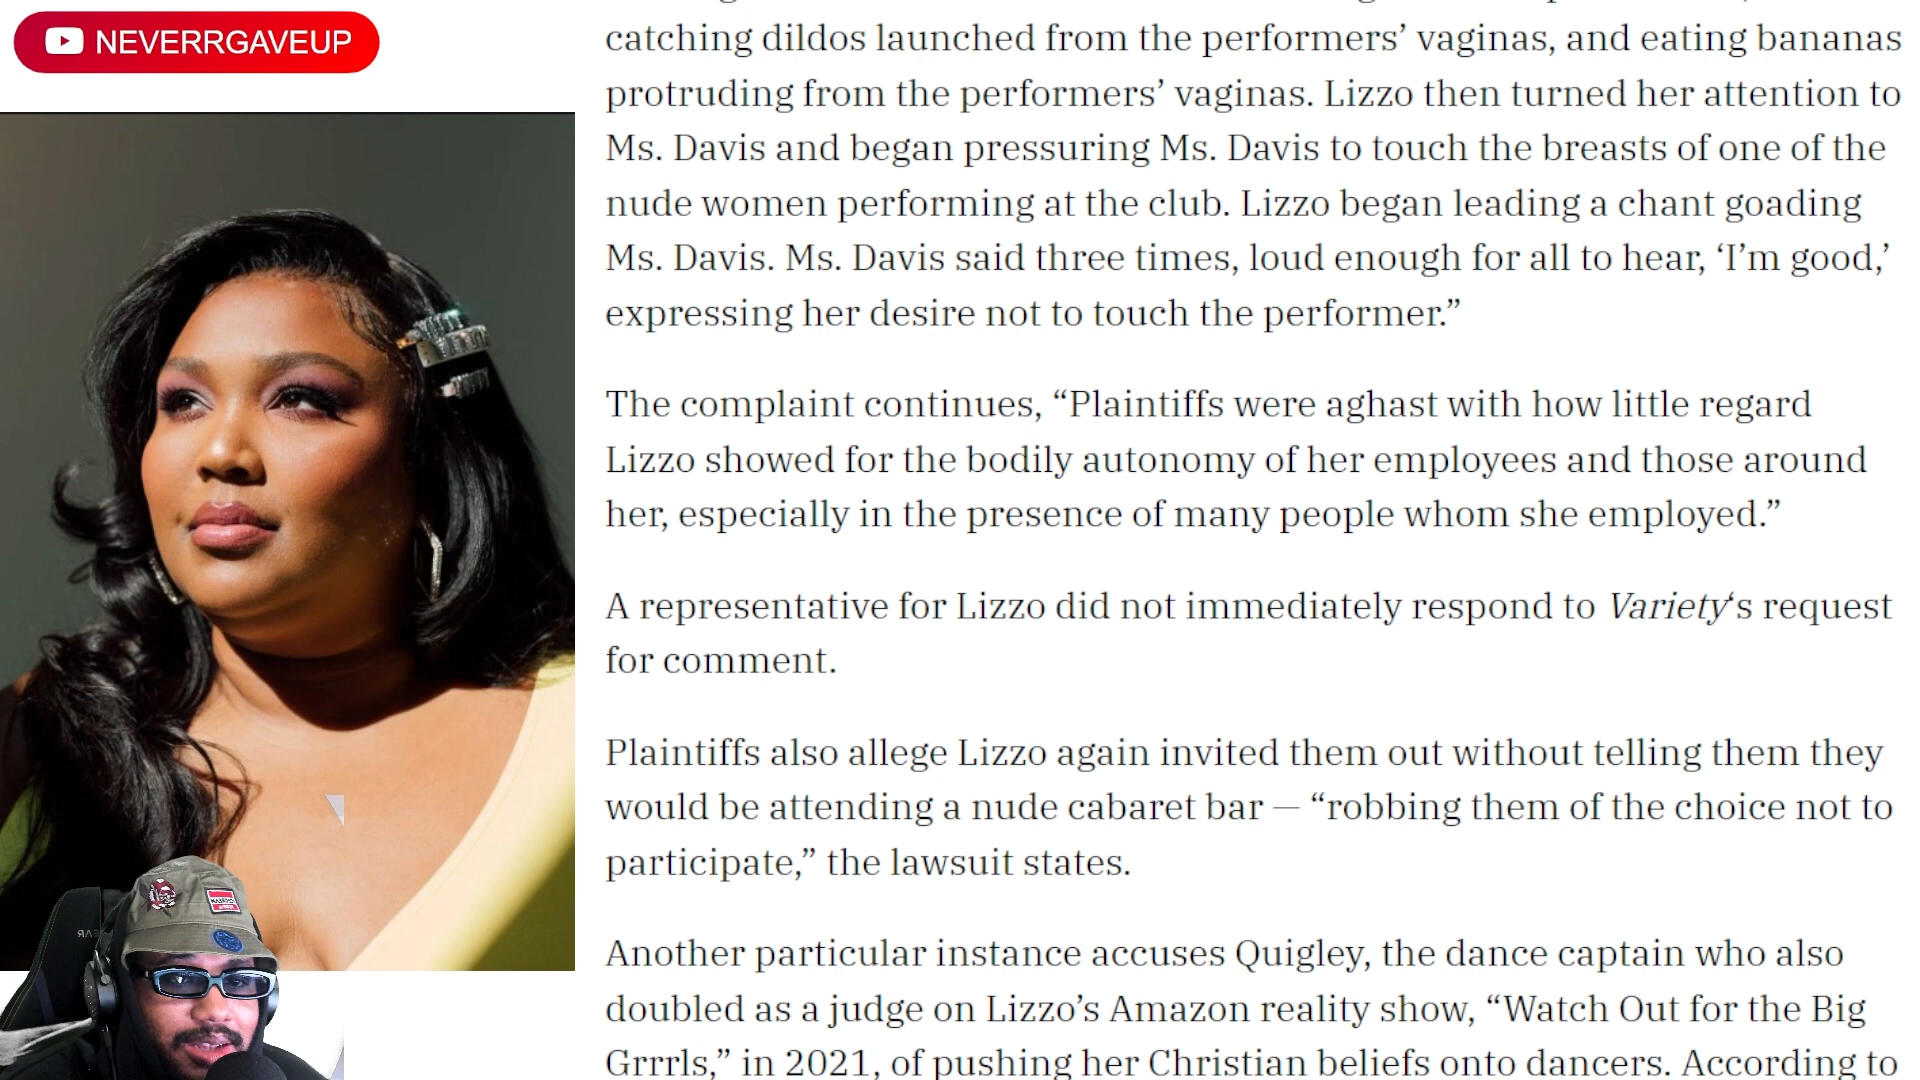 NEVERRGAVEUP
catching dildos launched from the performers’ vaginas, and eating bananas
protruding from the performers’ vaginas. Lizzo then turned her attention to
Ms. Davis and began pressuring Ms. Davis to touch the breasts of one of the
nude women performing at the club. Lizzo began leading a chant goading
Ms. Davis. Ms. Davis said three times, loud enough for all to hear, ‘I’m good,’
expressing her desire not to touch the performer.”
The complaint continues, “Plaintiffs were aghast with how little regard
Lizzo showed for the bodily autonomy of her employees and those around
her, especially in the presence of many people whom she employed.”
A representative for Lizzo did not immediately respond to Variety‘s request
for comment.
Plaintiffs also allege Lizzo again invited them out without telling them they
would be attending a nude cabaret bar — “robbing them of the choice not to
participate,” the lawsuit states.
Another particular instance accuses Quigley, the dance captain who also
doubled as a judge on Lizzo’s Amazon reality show, “Watch Out for the Big
Grrrls,” in 2021, of pushing her Christian beliefs onto dancers. According to